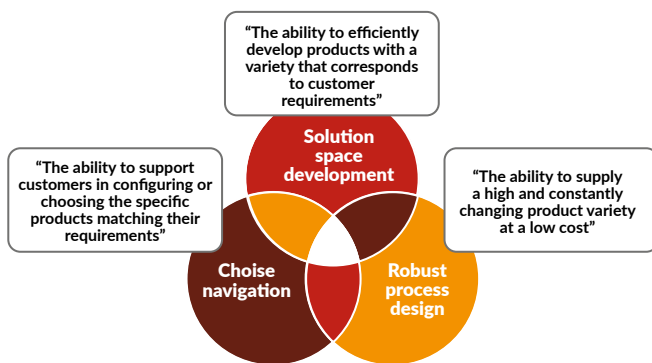 “The ability to efficiently
develop products with a
variety that corresponds
to customer
requirements”
Solution
space
development
“The ability to support
customers in configuring or
choosing the specific
products matching their
requirements”
“The ability to supply
a high and constantly
changing product variety
at a low cost”
Choise
navigation
Robust
process
design